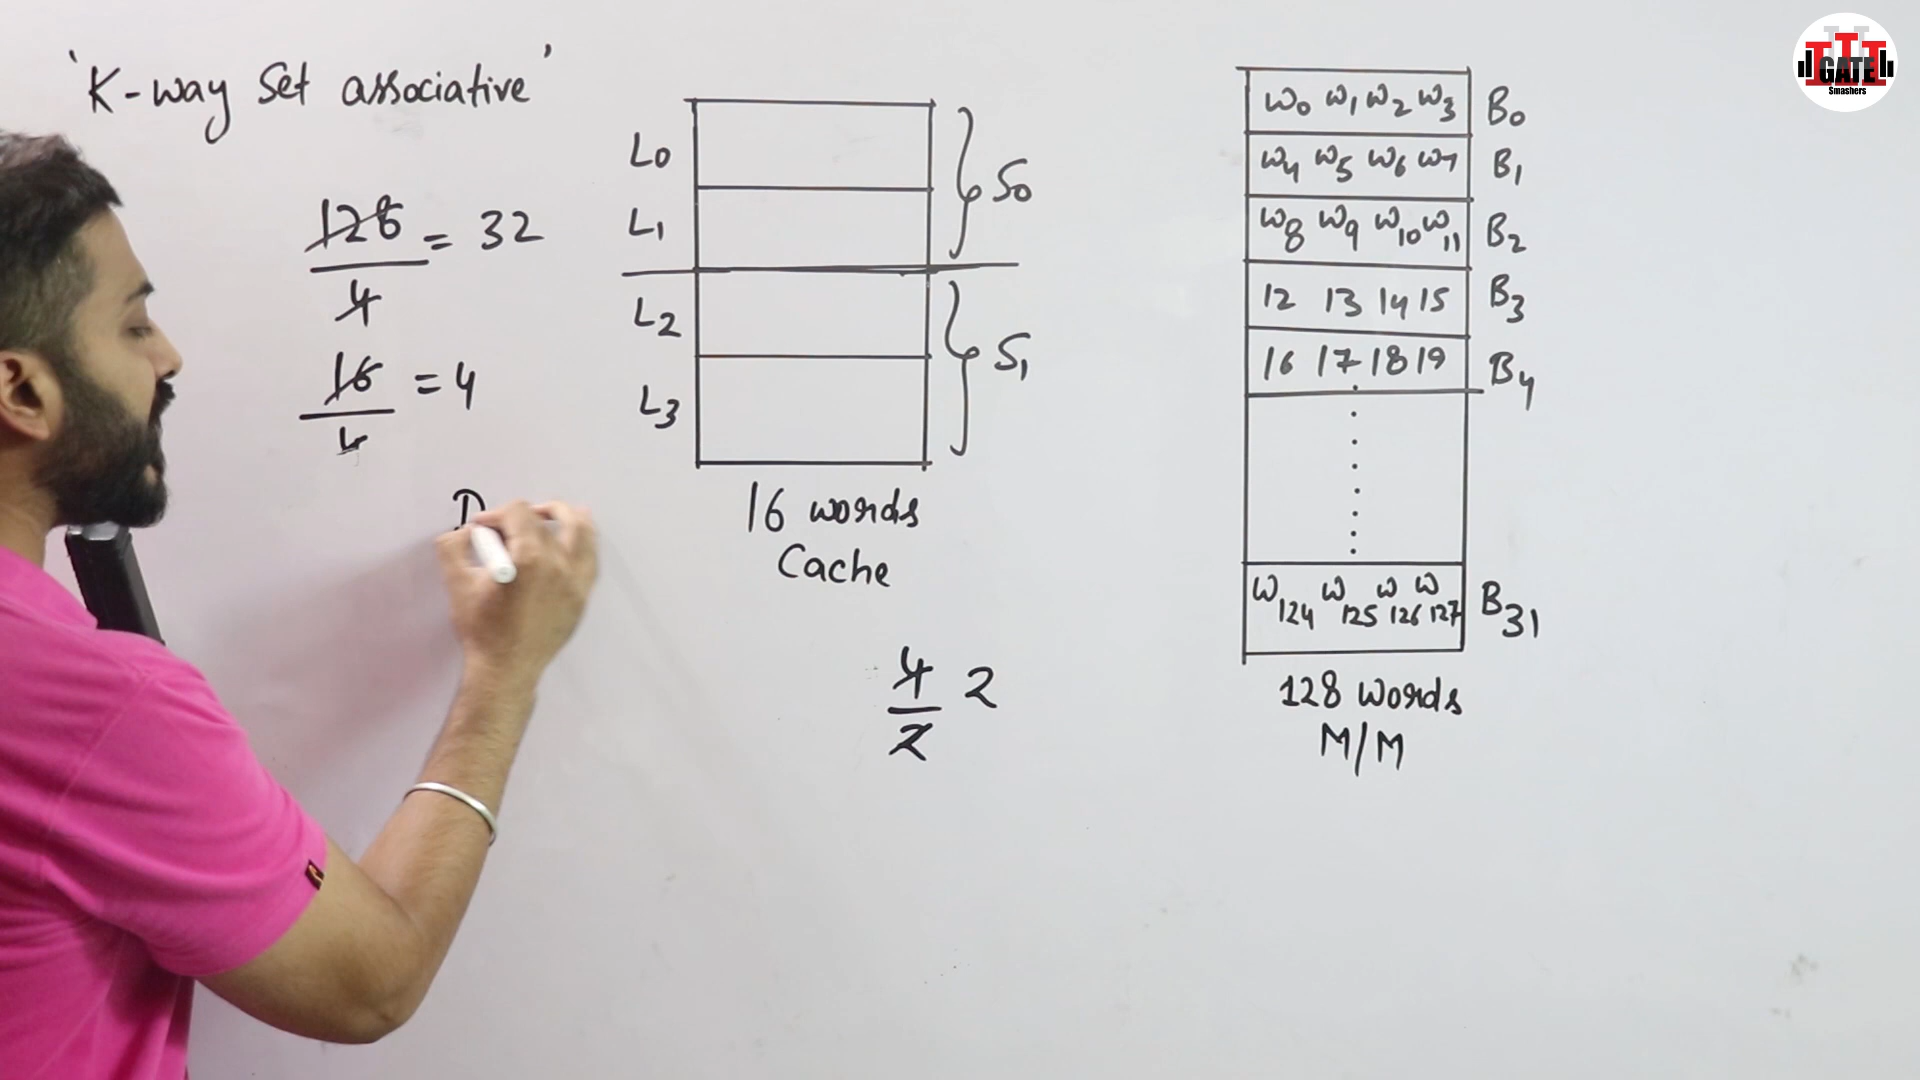 'K-way Set associative'
128
— = 32
4
16
— = 4
4
D
L0
L1
L2
L3
S0
S1
16 words
Cache
4
— 2
2
W0 W1 W2 W3 B0
W4 W5 W6 W7 B1
W8 W9 W10 W11 B2
12 13 14 15 B3
16 17 18 19 B4
W124 W125 W126 W127 B31
128 words
M/M
GATE
Smashers